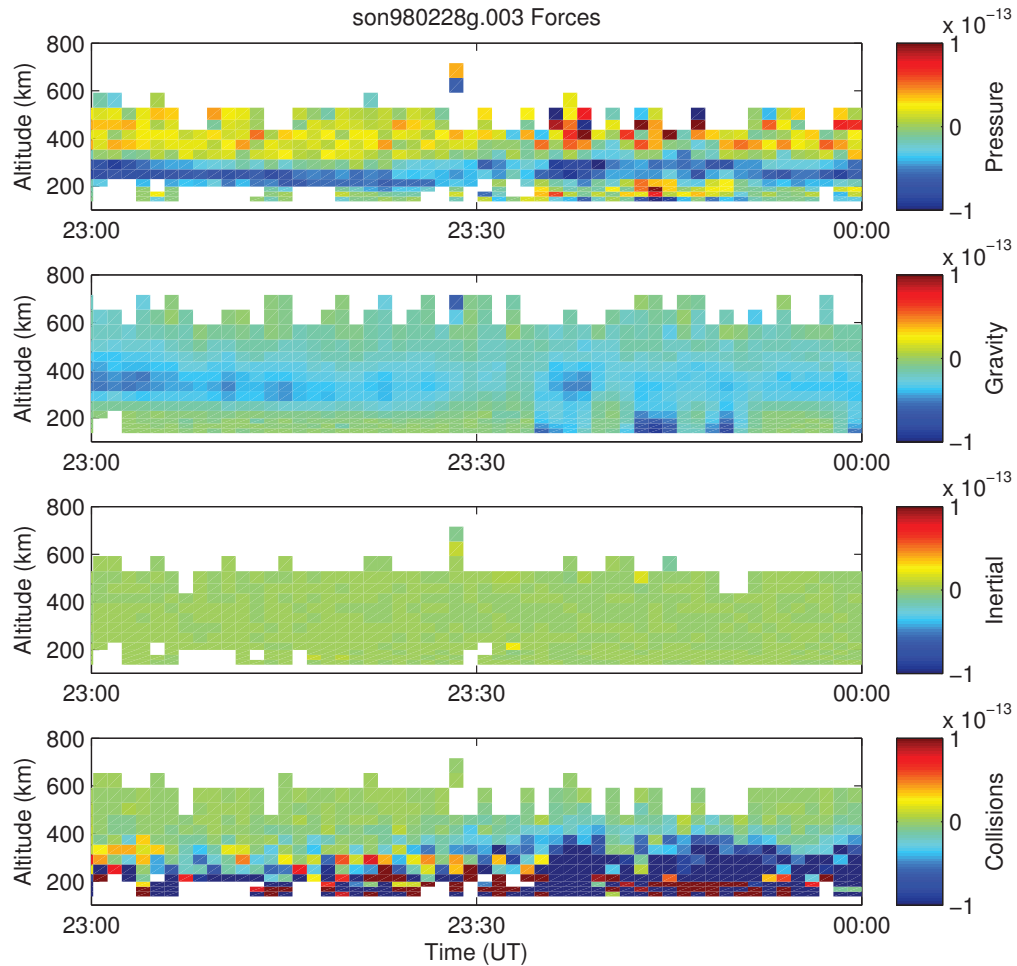 son980228g.003 Forces
x 10⁻¹³
800
600
400
200
Altitude (km)
23:00
23:30
00:00
1
0
−1
Pressure
x 10⁻¹³
800
600
400
200
Altitude (km)
23:00
23:30
00:00
1
0
−1
Gravity
x 10⁻¹³
800
600
400
200
Altitude (km)
23:00
23:30
00:00
1
0
−1
Inertial
x 10⁻¹³
800
600
400
200
Altitude (km)
23:00
23:30
00:00
Time (UT)
1
0
−1
Collisions